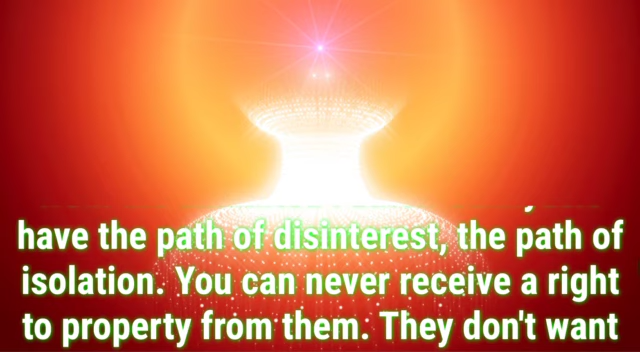 have the path of disinterest, the path of
isolation. You can never receive a right
to property from them. They don't want